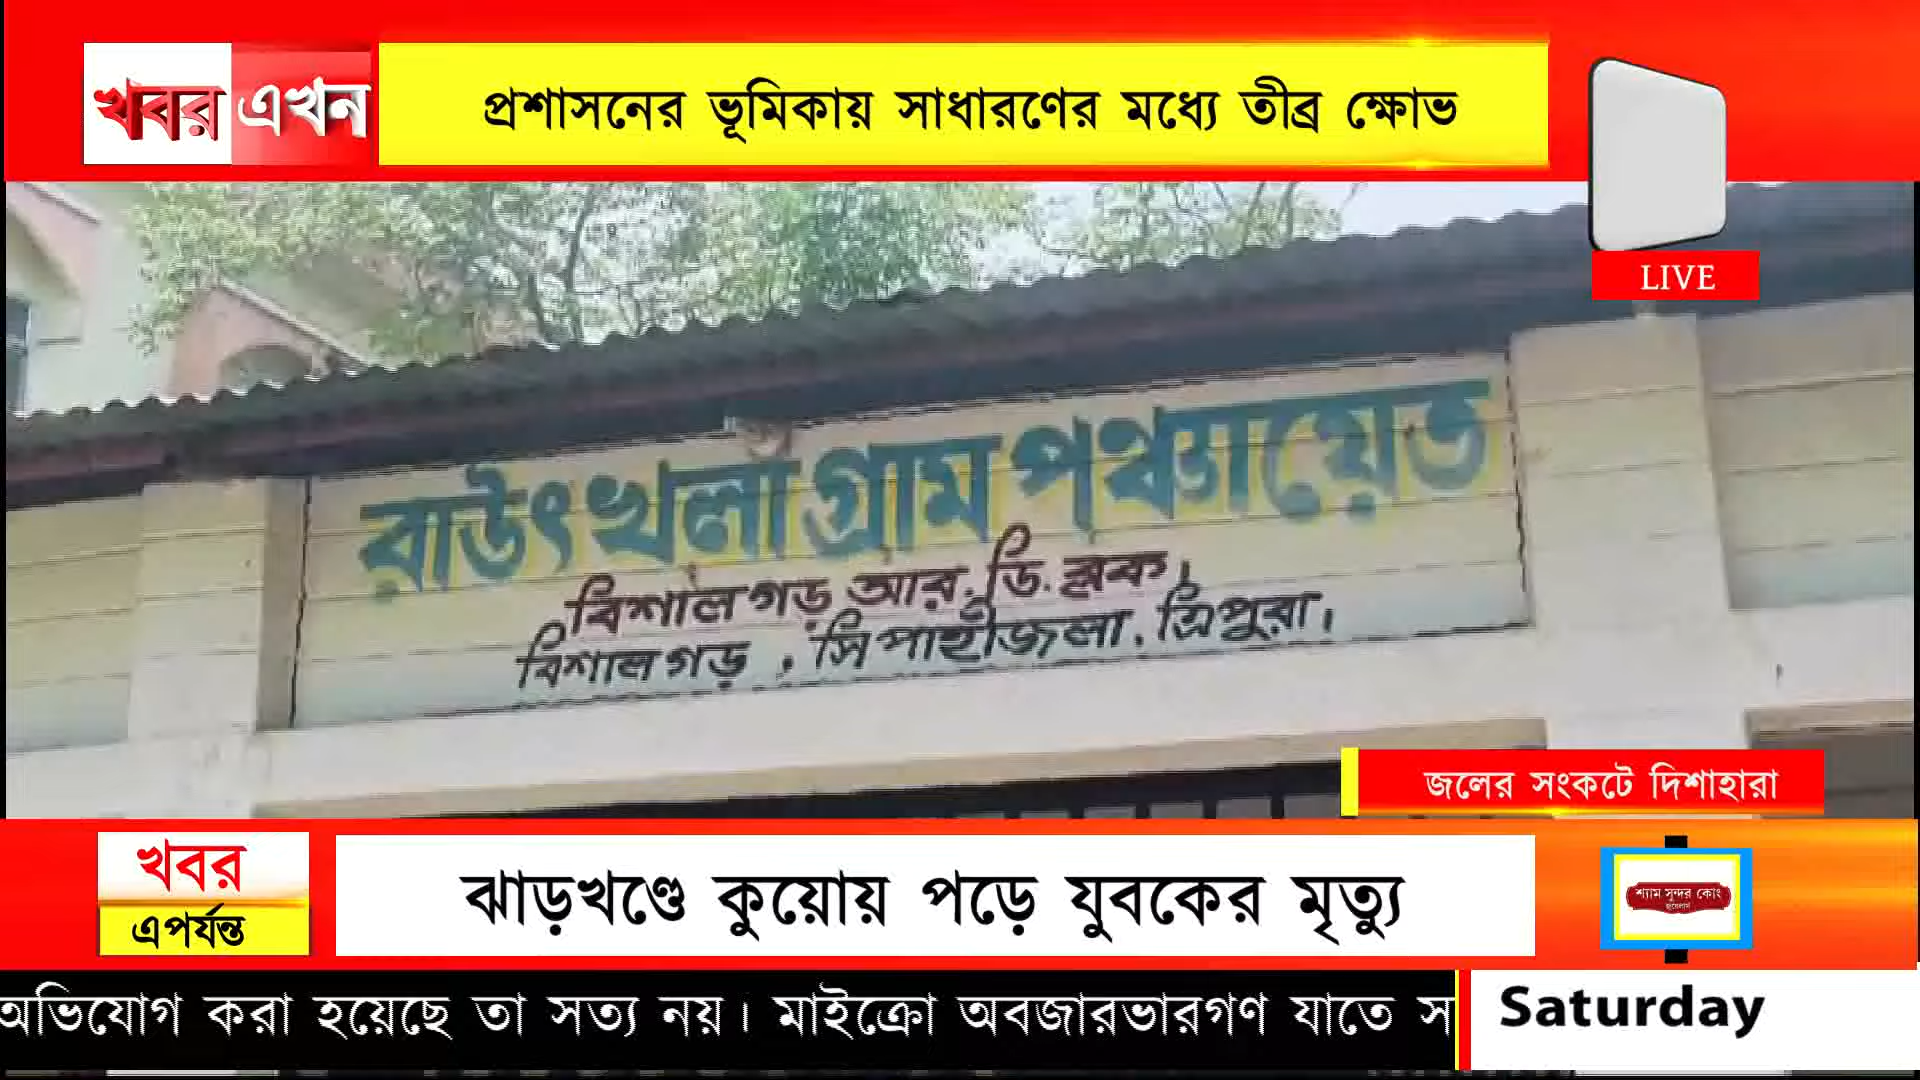 খবর এখন
প্রশাসনের ভূমিকায় সাধারণের মধ্যে তীব্র ক্ষোভ
LIVE
রাউৎখলা গ্রাম পঞ্চায়েত
বিশালগড় আর. ডি. ব্লক।
বিশালগড় , সিপাহীজলা, ত্রিপুরা।
জলের সংকটে দিশাহারা
খবর
এপর্যন্ত
ঝাড়খণ্ডে কুয়োয় পড়ে যুবকের মৃত্যু
শ্যাম সুন্দর কোং
জুয়েলার্স
অভিযোগ করা হয়েছে তা সত্য নয়। মাইক্রো অবজারভারগণ যাতে স
Saturday